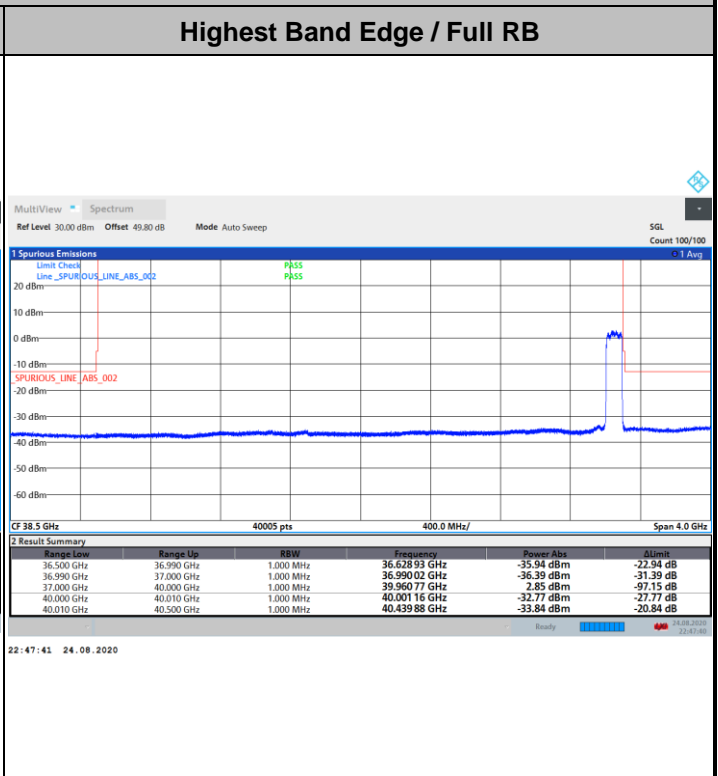 Highest Band Edge / Full RB
MultiView Spectrum
Ref Level 30.00 dBm Offset 49.80 dB Mode Auto Sweep SGL
Count 100/100
1 Spurious Emissions 1 Avg
Limit Check PASS
Line _SPURIOUS_LINE_ABS_002 PASS
20 dBm
10 dBm
0 dBm
-10 dBm
_SPURIOUS_LINE_ABS_002
-20 dBm
-30 dBm
-40 dBm
-50 dBm
-60 dBm
CF 38.5 GHz 40005 pts 400.0 MHz/ Span 4.0 GHz
2 Result Summary
Range Low Range Up RBW Frequency Power Abs ΔLimit
36.500 GHz 36.990 GHz 1.000 MHz 36.628 93 GHz -35.94 dBm -22.94 dB
36.990 GHz 37.000 GHz 1.000 MHz 36.990 02 GHz -36.39 dBm -31.39 dB
37.000 GHz 40.000 GHz 1.000 MHz 39.960 77 GHz 2.85 dBm -97.15 dB
40.000 GHz 40.010 GHz 1.000 MHz 40.001 16 GHz -32.77 dBm -27.77 dB
40.010 GHz 40.500 GHz 1.000 MHz 40.439 88 GHz -33.84 dBm -20.84 dB
Ready 24.08.2020
22:47:40
22:47:41 24.08.2020